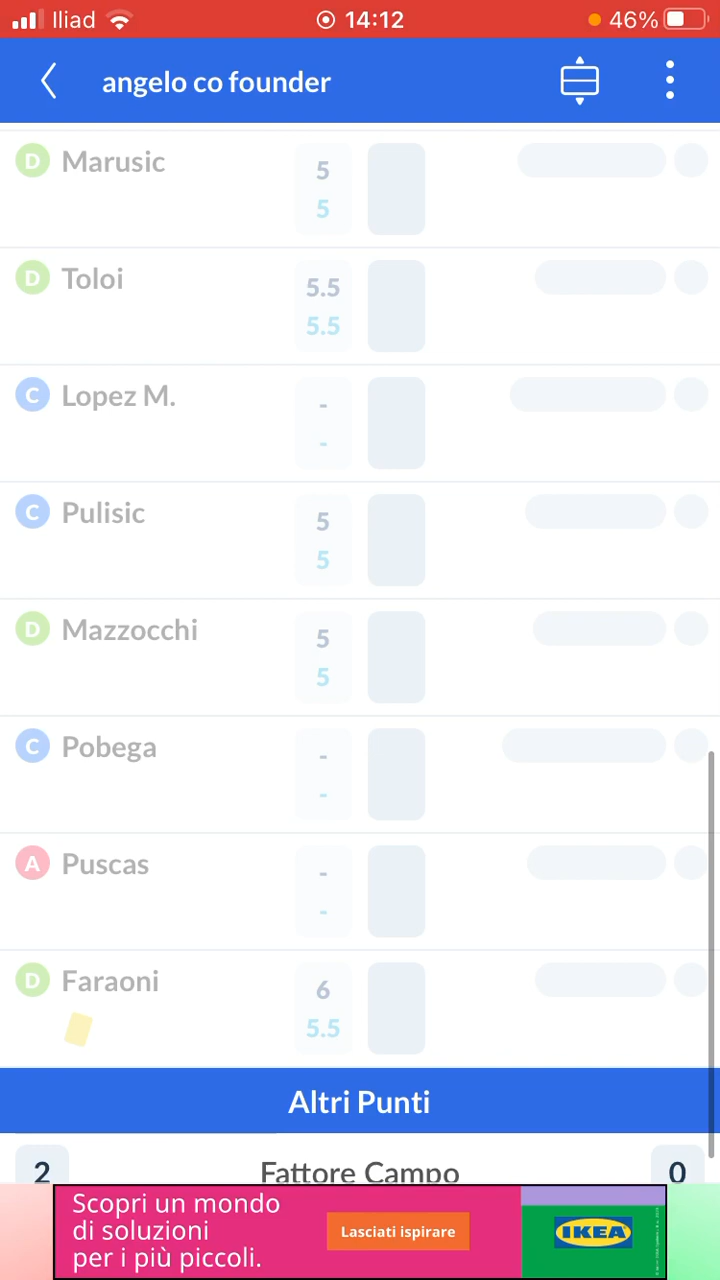 Iliad 14:12 46%
angelo co founder
D Marusic 5
5
D Toloi 5.5
5.5
C Lopez M. -
-
C Pulisic 5
5
D Mazzocchi 5
5
C Pobega -
-
A Puscas -
-
D Faraoni 6
5.5
Altri Punti
2 Fattore Campo 0
Scopri un mondo
di soluzioni
per i più piccoli.
Lasciati ispirare
IKEA